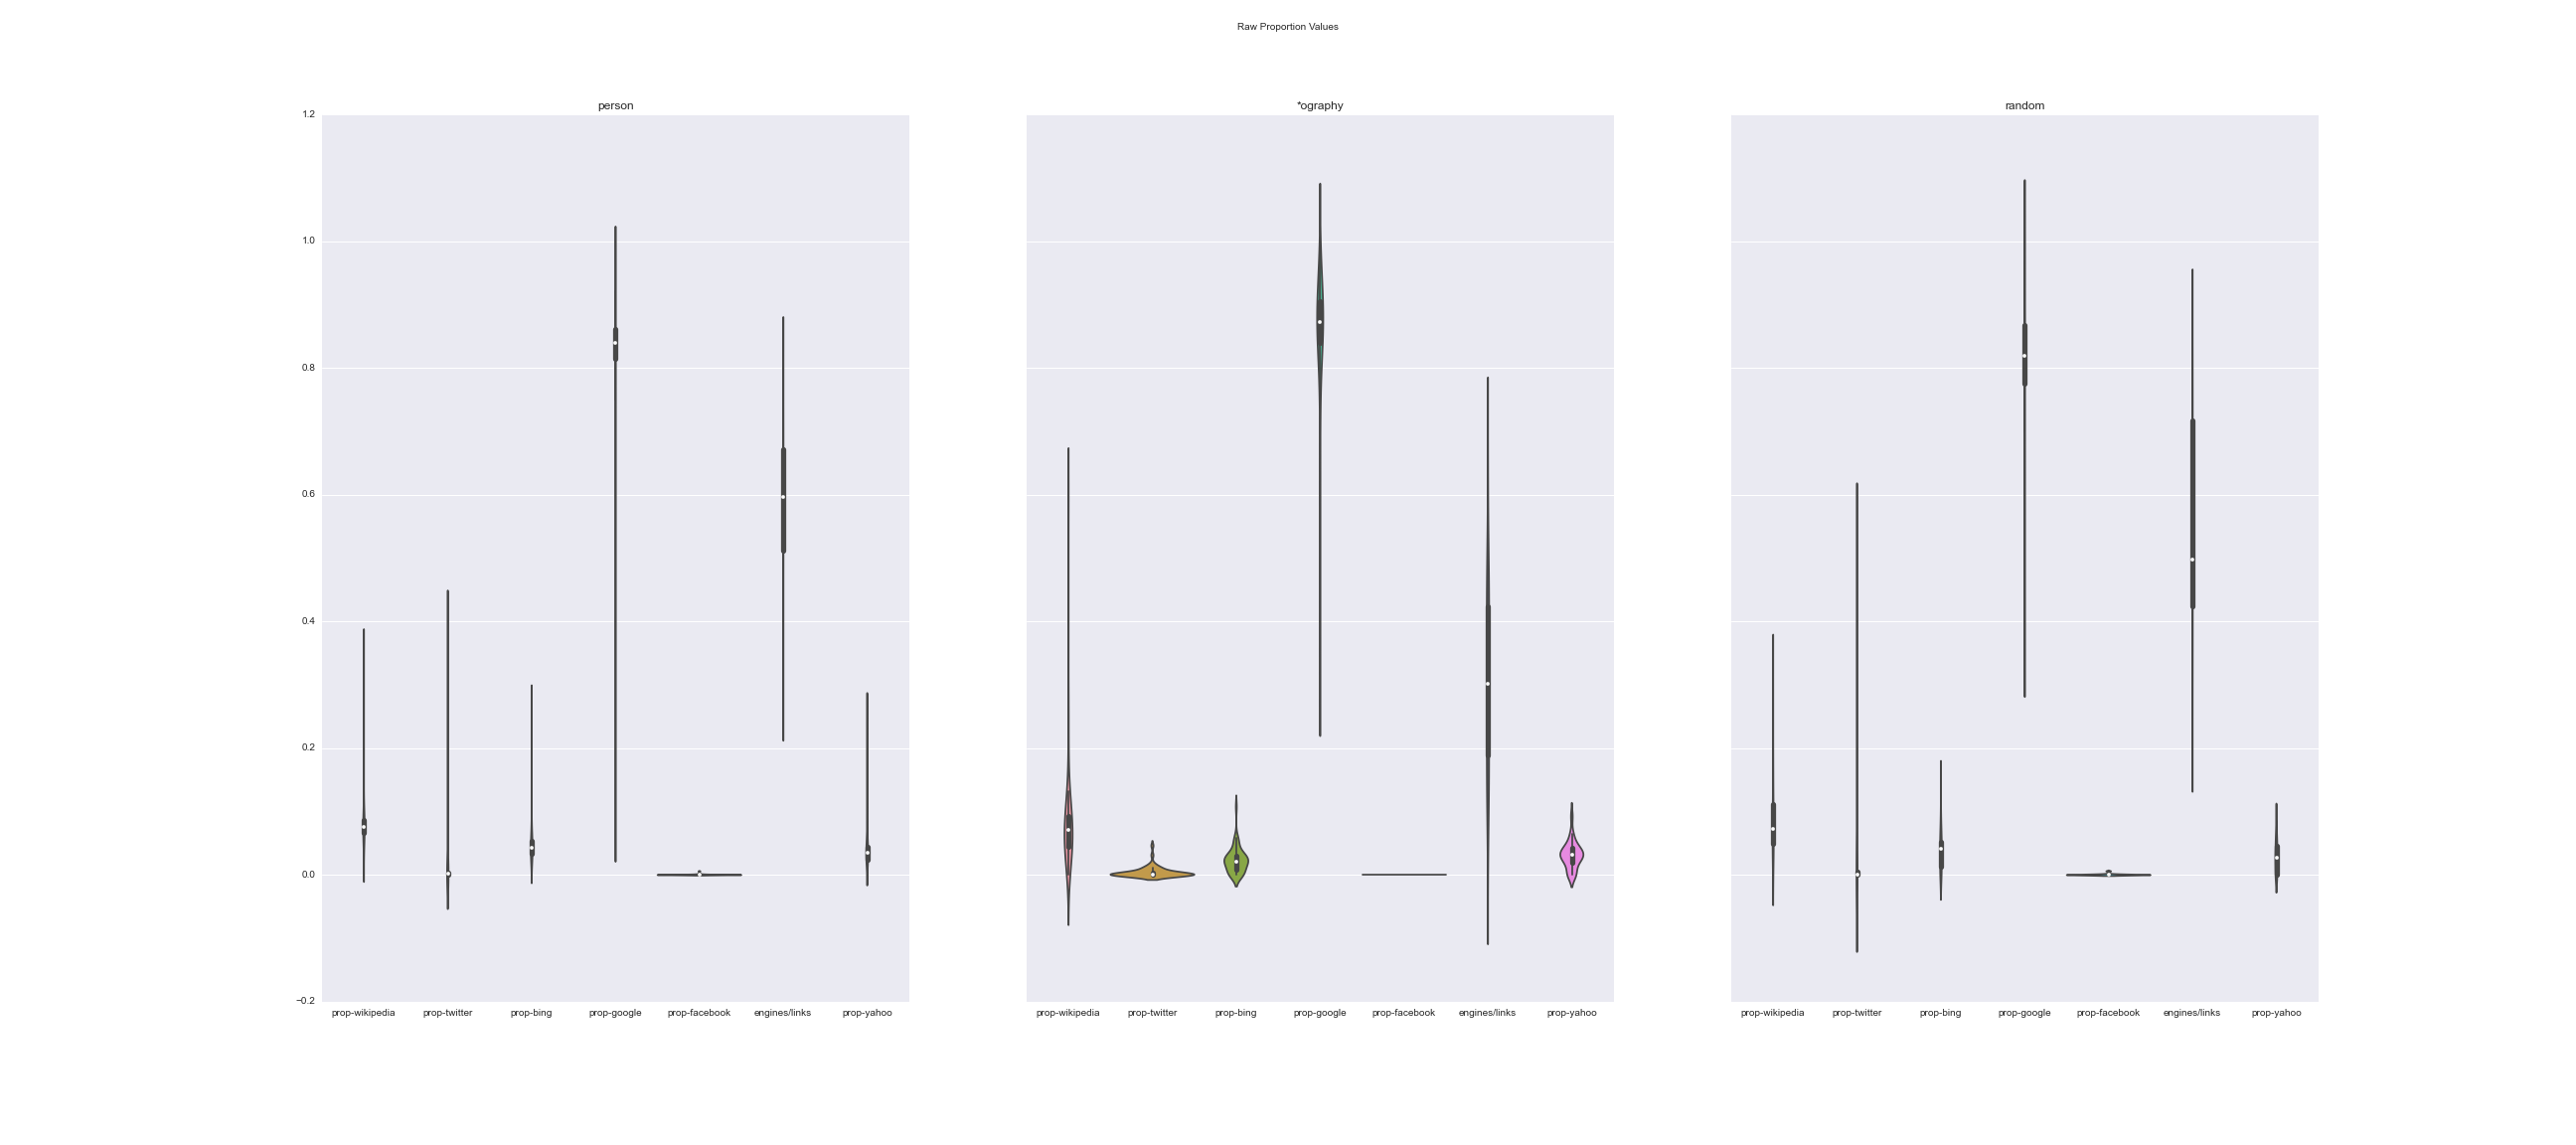 Raw Proportion Values
person
*ography
random
1.2
1.0
0.8
0.6
0.4
0.2
0.0
−0.2
prop-wikipedia prop-twitter prop-bing prop-google prop-facebook engines/links prop-yahoo
prop-wikipedia prop-twitter prop-bing prop-google prop-facebook engines/links prop-yahoo
prop-wikipedia prop-twitter prop-bing prop-google prop-facebook engines/links prop-yahoo